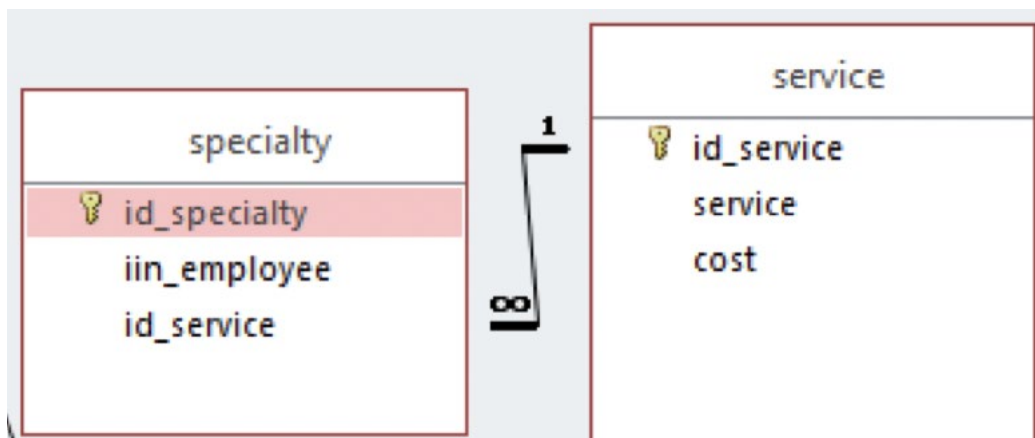 specialty
id_specialty
iin_employee
id_service
1
∞
service
id_service
service
cost